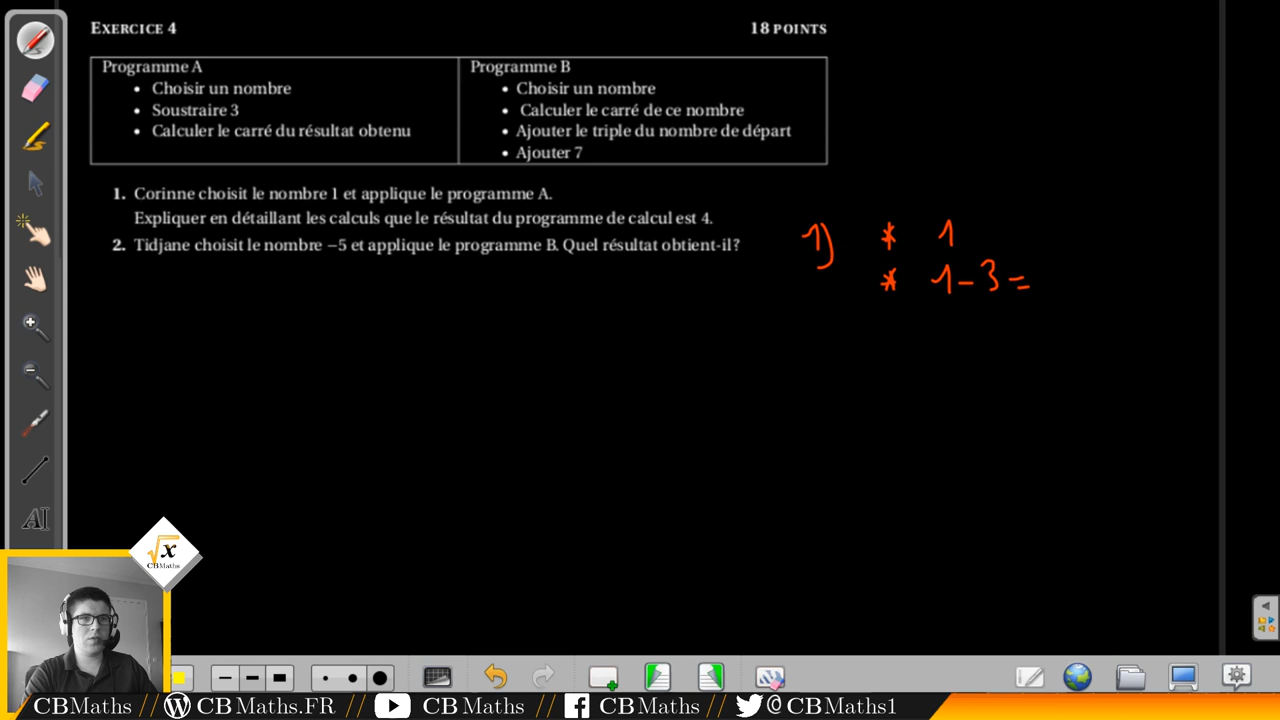 EXERCICE 4 18 POINTS
Programme A
• Choisir un nombre
• Soustraire 3
• Calculer le carré du résultat obtenu
Programme B
• Choisir un nombre
• Calculer le carré de ce nombre
• Ajouter le triple du nombre de départ
• Ajouter 7
1. Corinne choisit le nombre 1 et applique le programme A.
Expliquer en détaillant les calculs que le résultat du programme de calcul est 4.
2. Tidjane choisit le nombre −5 et applique le programme B. Quel résultat obtient-il ?
1) * 1
* 1 - 3 =
AI
√x
CBMaths
CBMaths // CBMaths.FR // CBMaths // CBMaths // @CBMaths1